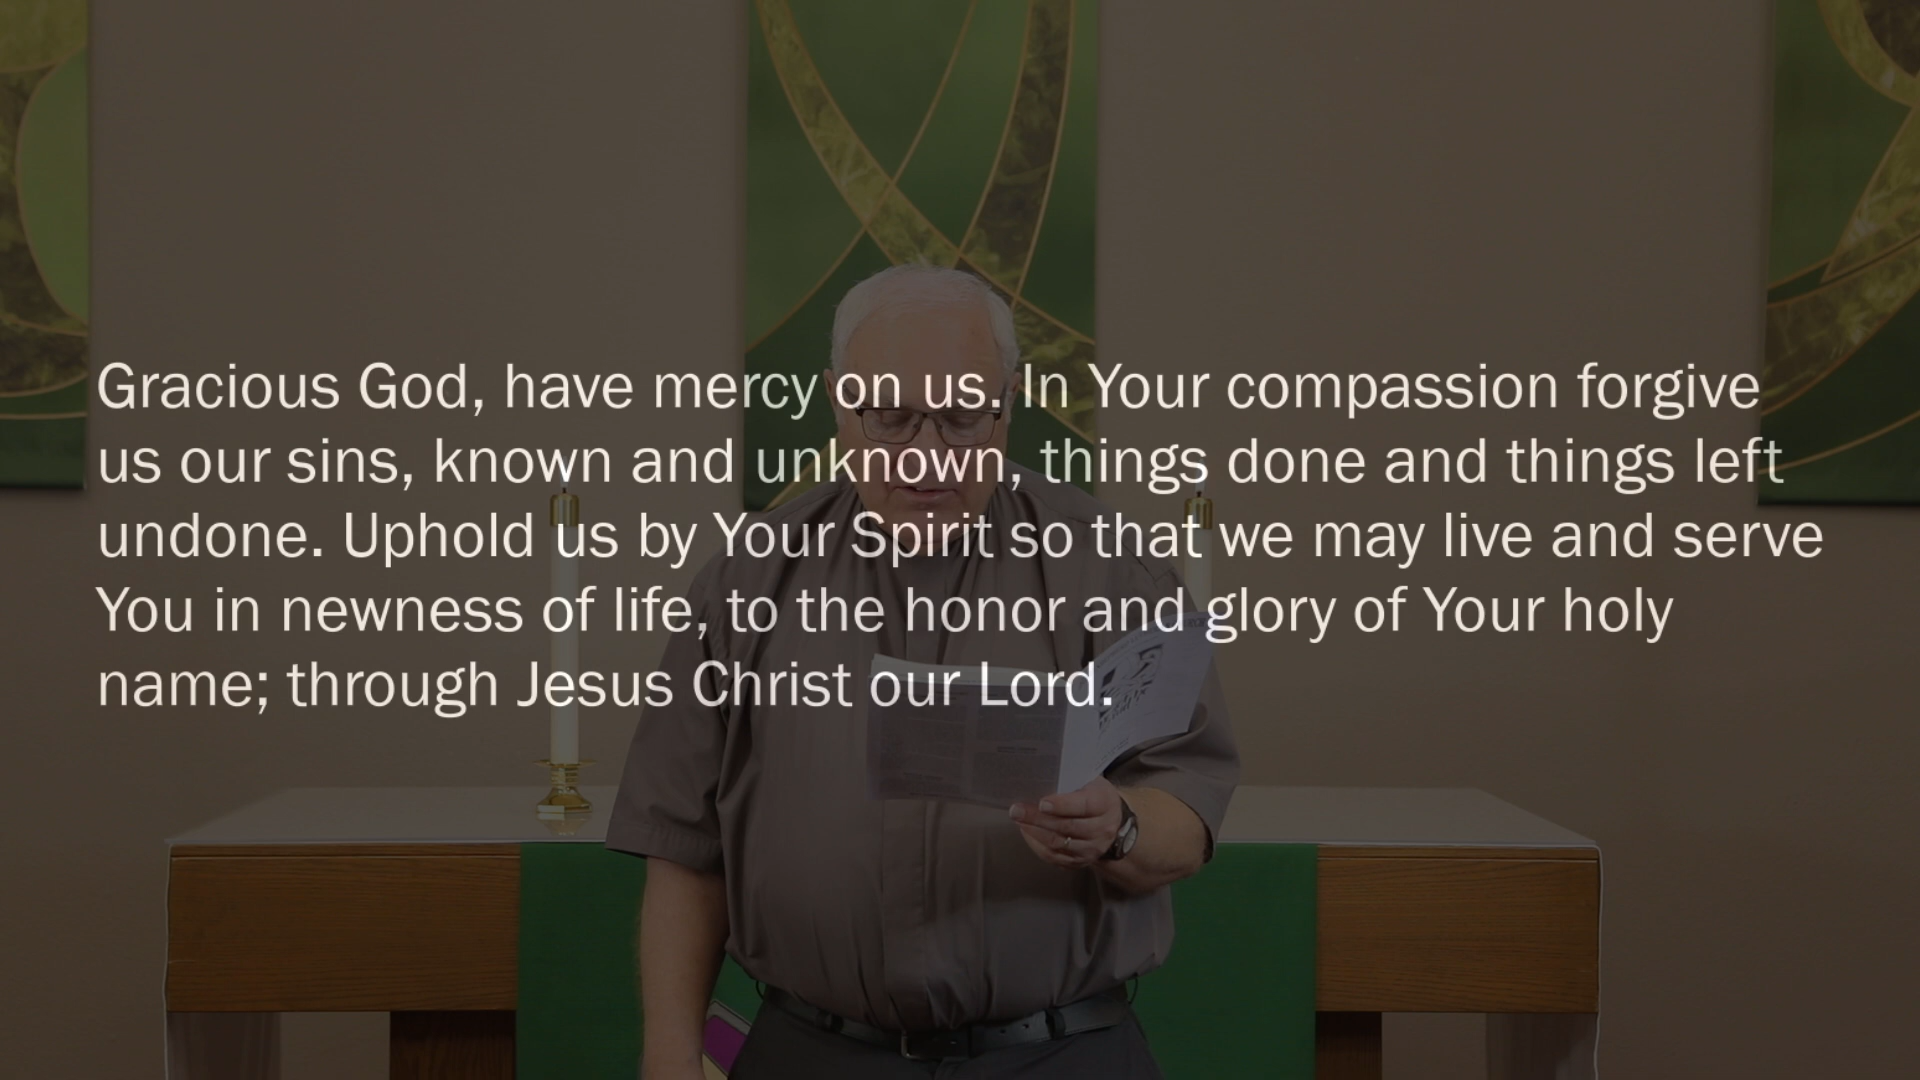 Gracious God, have mercy on us. In Your compassion forgive
us our sins, known and unknown, things done and things left
undone. Uphold us by Your Spirit so that we may live and serve
You in newness of life, to the honor and glory of Your holy
name; through Jesus Christ our Lord.